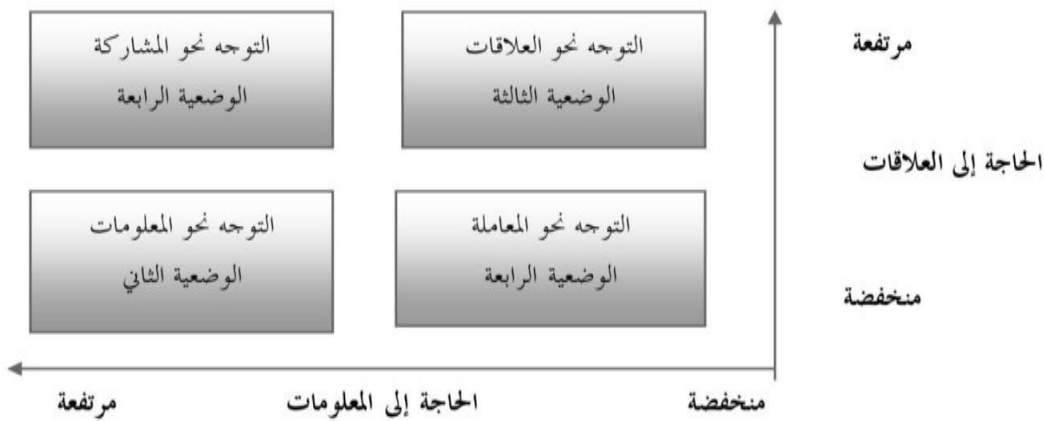 مرتفعة
التوجه نحو العلاقات
الوضعية الثالثة
التوجه نحو المشاركة
الوضعية الرابعة
الحاجة إلى العلاقات
التوجه نحو المعاملة
الوضعية الرابعة
التوجه نحو المعلومات
الوضعية الثاني
منخفضة
منخفضة
الحاجة إلى المعلومات
مرتفعة